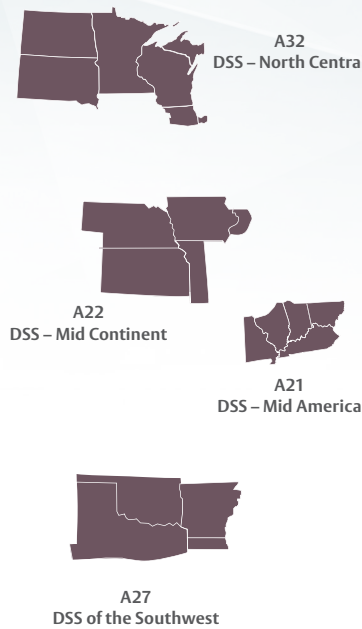 A32
DSS – North Centra
A22
DSS – Mid Continent
A21
DSS – Mid America
A27
DSS of the Southwest